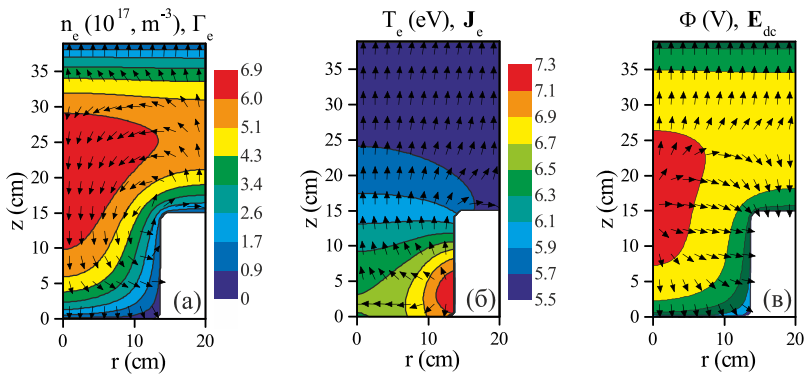 n_e (10^17, m^-3), Γ_e
T_e (eV), J_e
Φ (V), E_dc
35
30
25
20
15
10
5
0
z (cm)
0 10 20
r (cm)
(а)
6.9
6.0
5.1
4.3
3.4
2.6
1.7
0.9
0
35
30
25
20
15
10
5
0
z (cm)
0 10 20
r (cm)
(б)
7.3
7.1
6.9
6.7
6.5
6.3
6.1
5.9
5.7
5.5
35
30
25
20
15
10
5
0
z (cm)
0 10 20
r (cm)
(в)